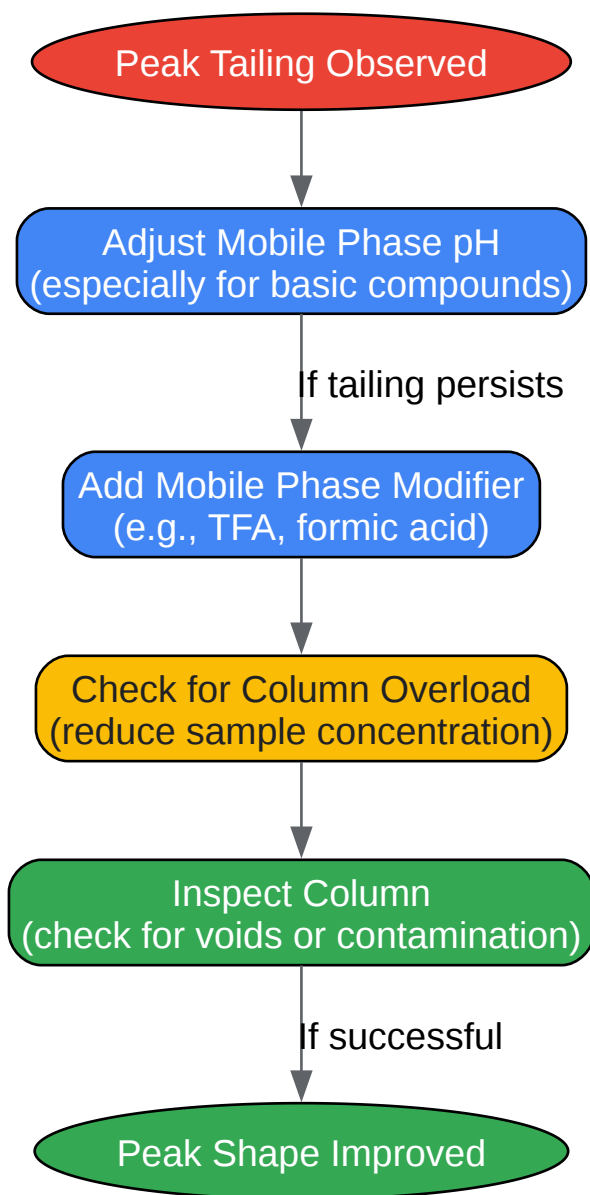 Peak Tailing Observed
Adjust Mobile Phase pH
(especially for basic compounds)
If tailing persists
Add Mobile Phase Modifier
(e.g., TFA, formic acid)
Check for Column Overload
(reduce sample concentration)
Inspect Column
(check for voids or contamination)
If successful
Peak Shape Improved